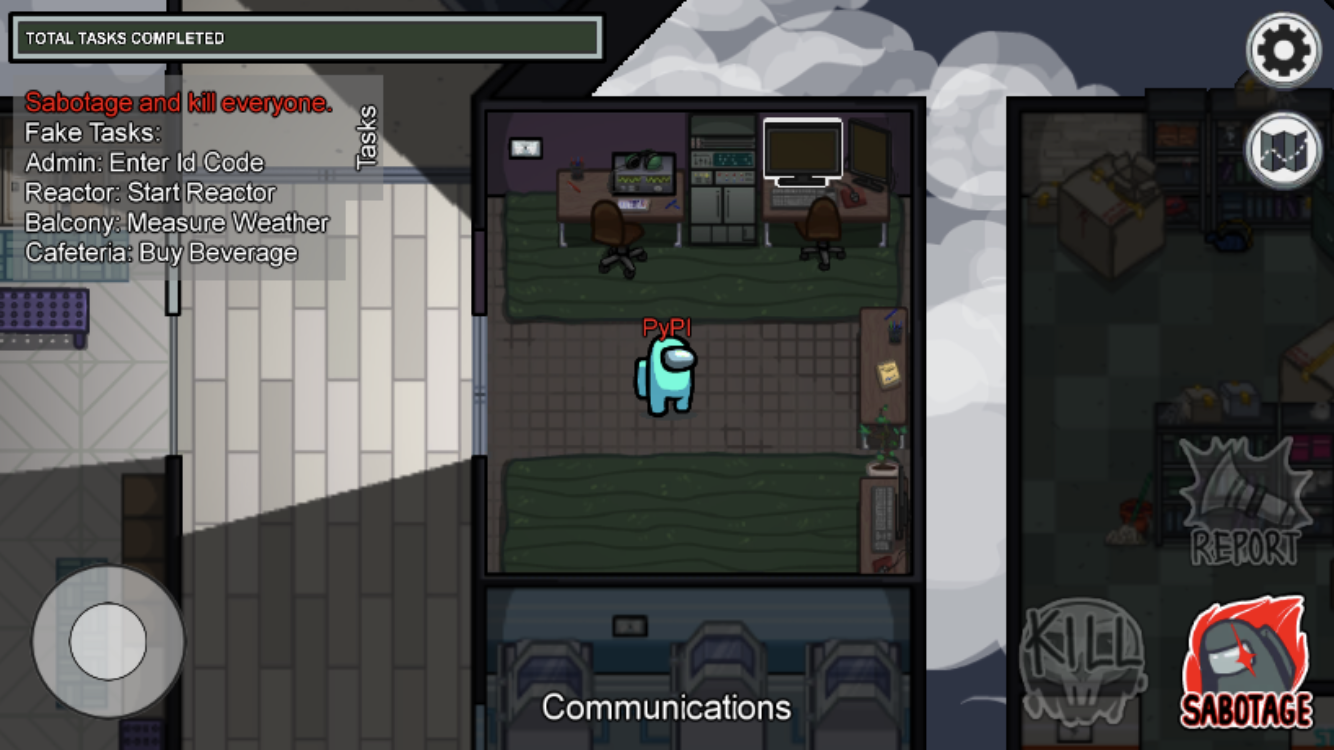 TOTAL TASKS COMPLETED
Sabotage and kill everyone.
Fake Tasks:
Admin: Enter Id Code
Reactor: Start Reactor
Balcony: Measure Weather
Cafeteria: Buy Beverage
Tasks
PyPI
REPORT
KILL
SABOTAGE
Communications